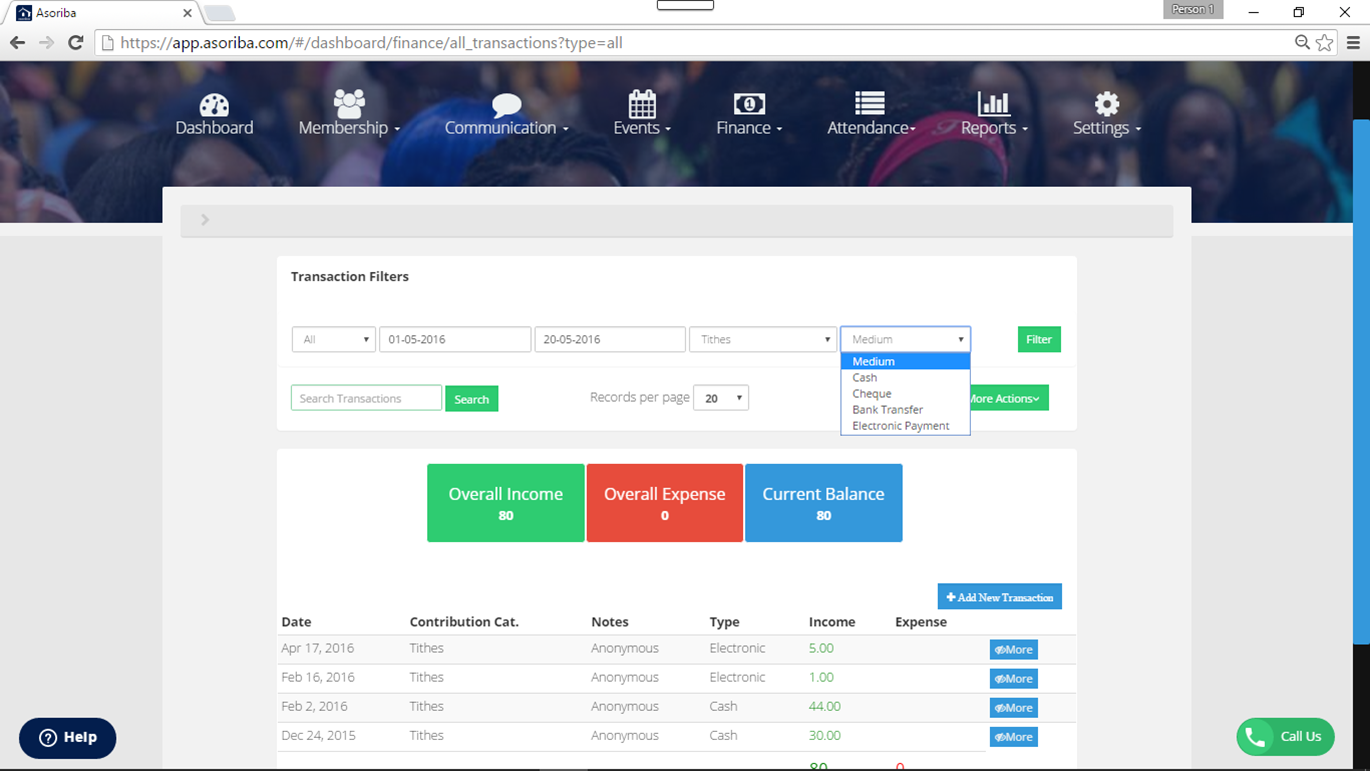 Asoriba
Person 1
https://app.asoriba.com/#/dashboard/finance/all_transactions?type=all
Dashboard Membership Communication Events Finance Attendance Reports Settings
Transaction Filters
All 01-05-2016 20-05-2016 Tithes Medium Filter
Medium
Cash
Cheque
Bank Transfer
Electronic Payment
Search Transactions Search Records per page 20 More Actions
Overall Income Overall Expense Current Balance
80 0 80
Add New Transaction
Date Contribution Cat. Notes Type Income Expense
Apr 17, 2016 Tithes Anonymous Electronic 5.00 More
Feb 16, 2016 Tithes Anonymous Electronic 1.00 More
Feb 2, 2016 Tithes Anonymous Cash 44.00 More
Dec 24, 2015 Tithes Anonymous Cash 30.00 More
80 0
Help
Call Us